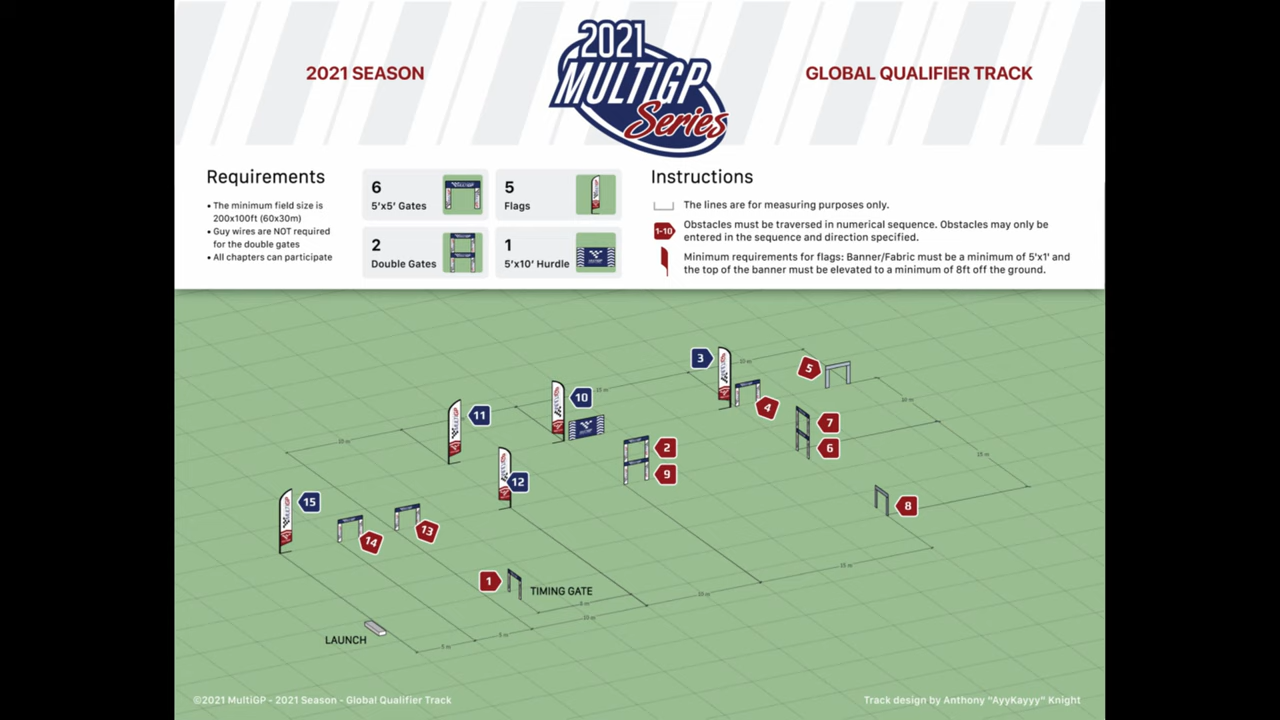 2021 SEASON
2021
MULTIGP
Series
GLOBAL QUALIFIER TRACK
Requirements
• The minimum field size is
200x100ft (60x30m)
• Guy wires are NOT required
for the double gates
• All chapters can participate
6
5'x5' Gates
5
Flags
2
Double Gates
1
5'x10' Hurdle
Instructions
The lines are for measuring purposes only.
1-10
Obstacles must be traversed in numerical sequence. Obstacles may only be
entered in the sequence and direction specified.
Minimum requirements for flags: Banner/Fabric must be a minimum of 5'x1' and
the top of the banner must be elevated to a minimum of 8ft off the ground.
3
5
4
10
11
7
6
2
9
12
8
15
13
14
1
TIMING GATE
LAUNCH
©2021 MultiGP - 2021 Season - Global Qualifier Track
Track design by Anthony "AyyKayyy" Knight